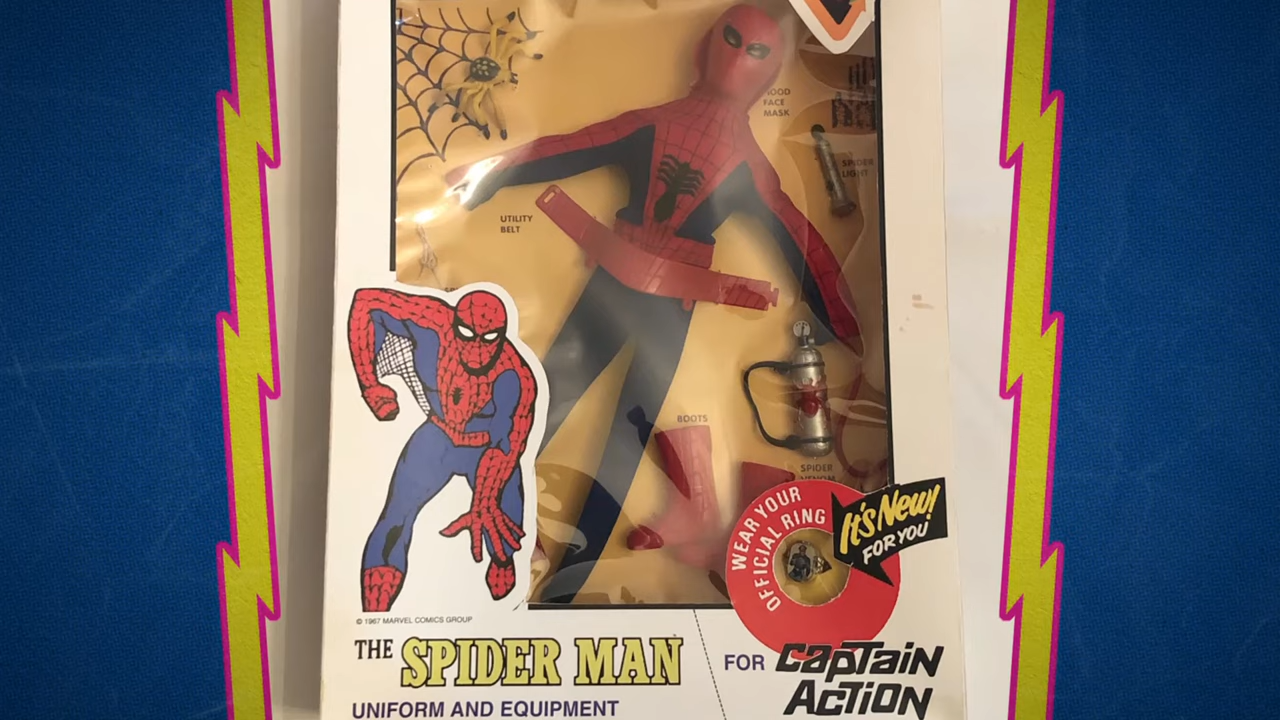 HOOD
FACE
MASK
SPIDER
LIGHT
UTILITY
BELT
BOOTS
SPIDER
VENOM
WEAR YOUR
OFFICIAL RING
It's New!
FOR YOU
© 1967 MARVEL COMICS GROUP
THE SPIDER MAN
FOR CAPTAIN
ACTION
UNIFORM AND EQUIPMENT